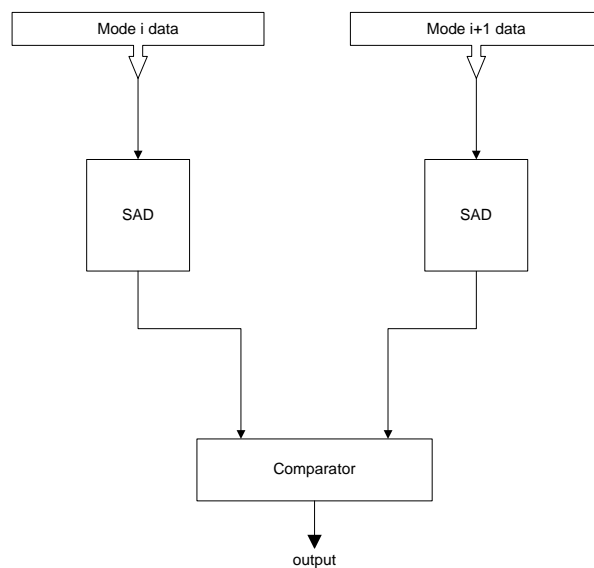 Mode i data
Mode i+1 data
SAD
SAD
Comparator
output